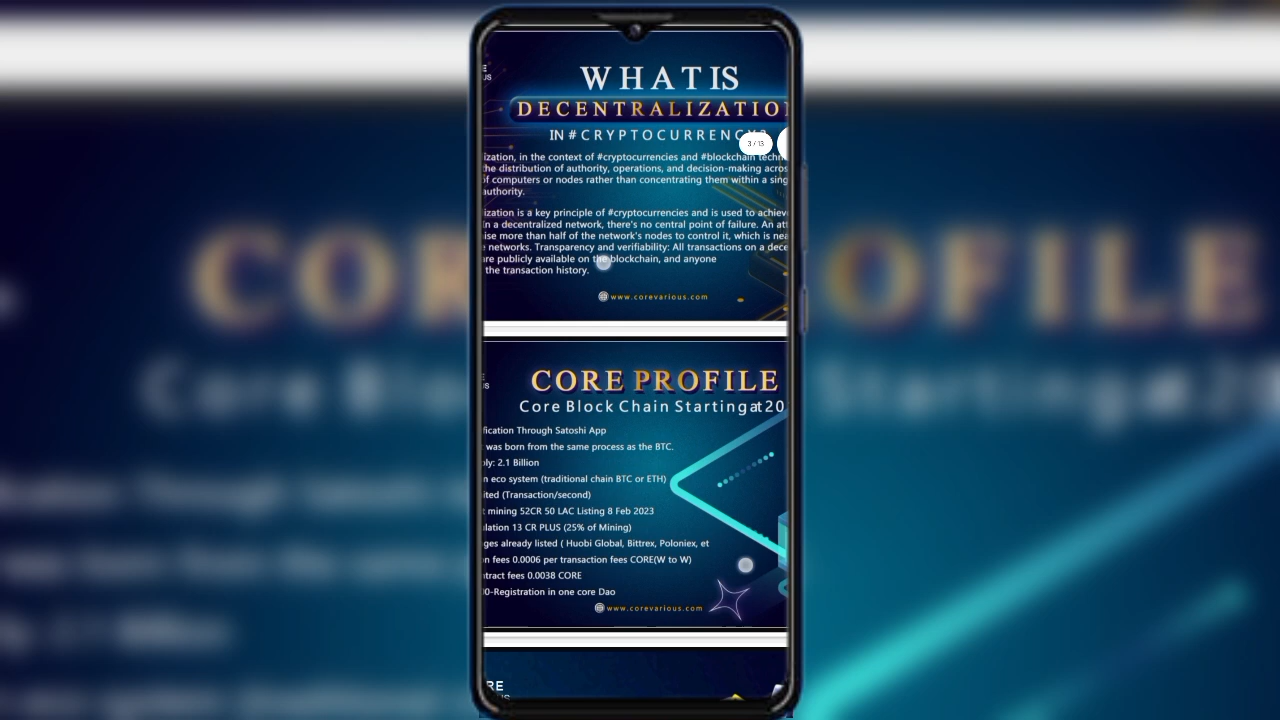 E
US
WHAT IS
DECENTRALIZATIO
IN #CRYPTOCURRENCY?
3 / 13
ization, in the context of #cryptocurrencies and #blockchain techn
the distribution of authority, operations, and decision-making acros
of computers or nodes rather than concentrating them within a sing
authority.
ization is a key principle of #cryptocurrencies and is used to achiev
In a decentralized network, there's no central point of failure. An at
ise more than half of the network's nodes to control it, which is nea
e networks. Transparency and verifiability: All transactions on a dece
are publicly available on the blockchain, and anyone
the transaction history.
www.corevarious.com
E
US
CORE PROFILE
Core Block Chain Starting at 20
fication Through Satoshi App
was born from the same process as the BTC.
ply: 2.1 Billion
n eco system (traditional chain BTC or ETH)
ited (Transaction/second)
t mining 52CR 50 LAC Listing 8 Feb 2023
ulation 13 CR PLUS (25% of Mining)
ges already listed ( Huobi Global, Bittrex, Poloniex, et
n fees 0.0006 per transaction fees CORE(W to W)
ntract fees 0.0038 CORE
10-Registration in one core Dao
www.corevarious.com
RE